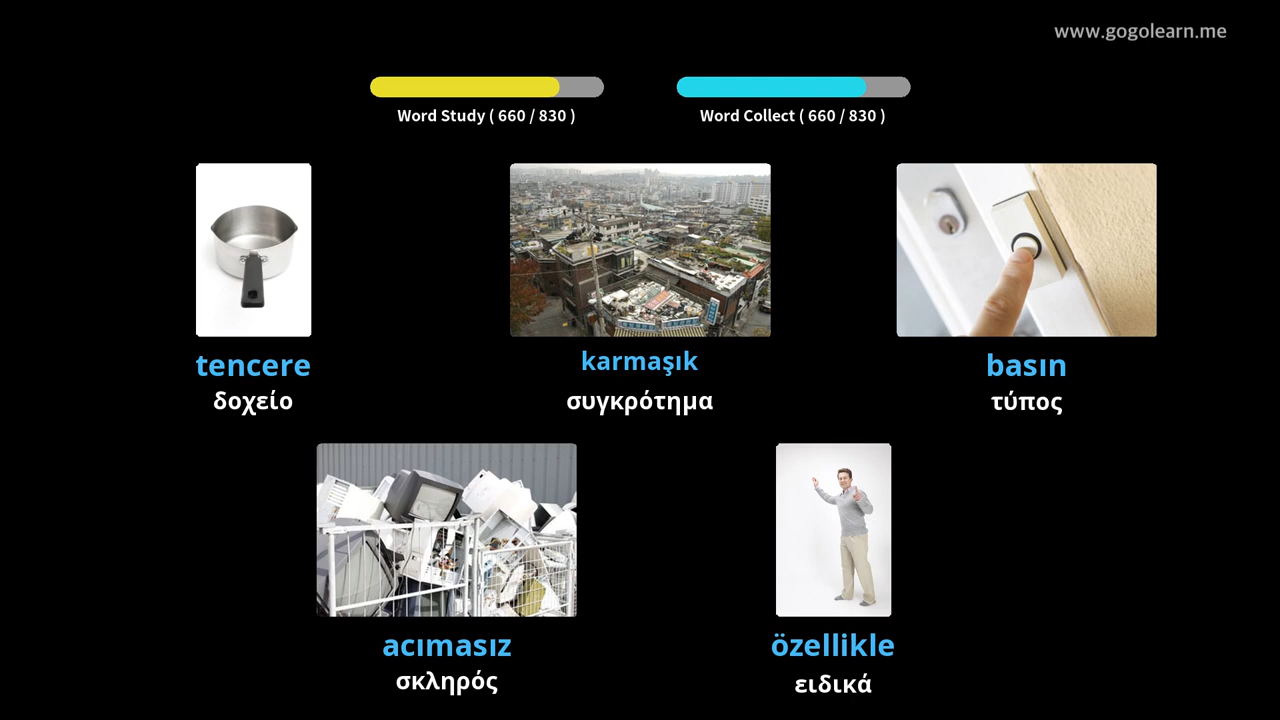 www.gogolearn.me
Word Study ( 660 / 830 )
Word Collect ( 660 / 830 )
tencere
δοχείο
karmaşık
συγκρότημα
basın
τύπος
acımasız
σκληρός
özellikle
ειδικά